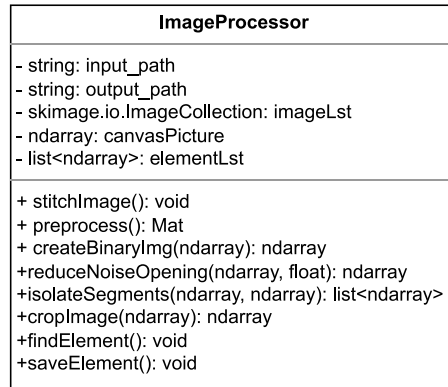 ImageProcessor
- string: input_path
- string: output_path
- skimage.io.ImageCollection: imageLst
- ndarray: canvasPicture
- list<ndarray>: elementLst
+ stitchImage(): void
+ preprocess(): Mat
+ createBinaryImg(ndarray): ndarray
+reduceNoiseOpening(ndarray, float): ndarray
+isolateSegments(ndarray, ndarray): list<ndarray>
+cropImage(ndarray): ndarray
+findElement(): void
+saveElement(): void